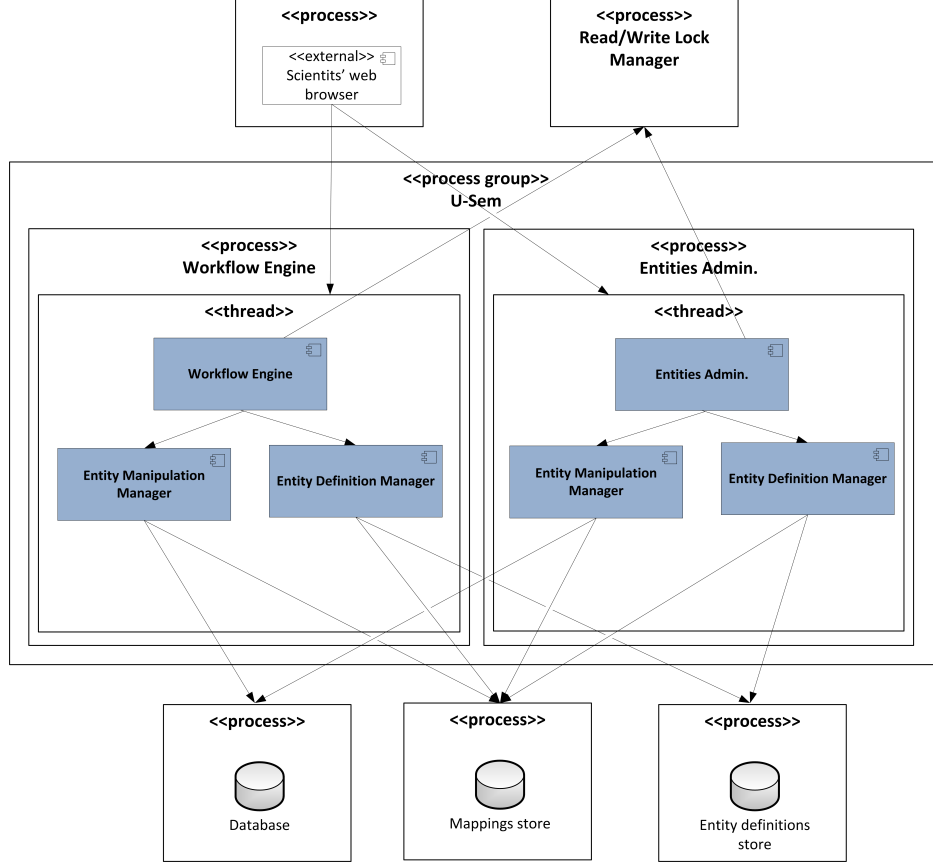 <<process>>
<<external>>
Scientits' web
browser
<<process>>
Read/Write Lock
Manager
<<process group>>
U-Sem
<<process>>
Workflow Engine
<<thread>>
Workflow Engine
Entity Manipulation
Manager
Entity Definition Manager
<<process>>
Entities Admin.
<<thread>>
Entities Admin.
Entity Manipulation
Manager
Entity Definition Manager
<<process>>
Database
<<process>>
Mappings store
<<process>>
Entity definitions
store